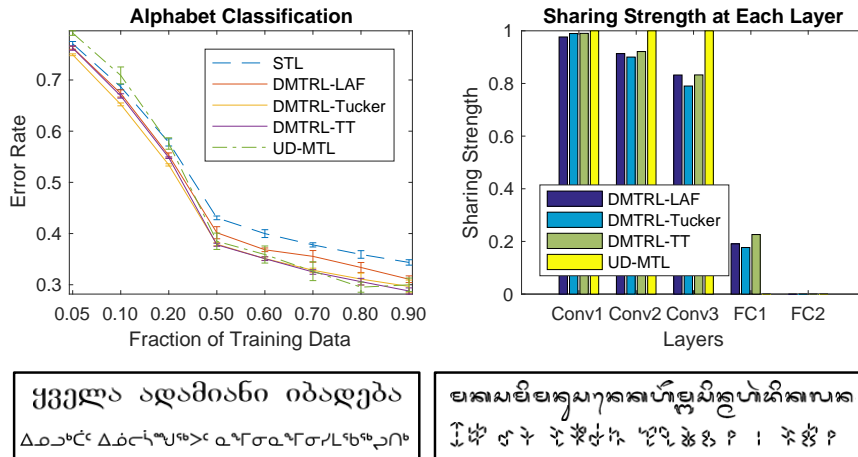 Alphabet Classification
0.7
0.6
0.5
0.4
0.3
Error Rate
STL
DMTRL-LAF
DMTRL-Tucker
DMTRL-TT
UD-MTL
0.05 0.10 0.20 0.50 0.60 0.70 0.80 0.90
Fraction of Training Data
Sharing Strength at Each Layer
1
0.8
0.6
0.4
0.2
0
Sharing Strength
DMTRL-LAF
DMTRL-Tucker
DMTRL-TT
UD-MTL
Conv1 Conv2 Conv3 FC1 FC2
Layers
ყველა ადამიანი იბადება